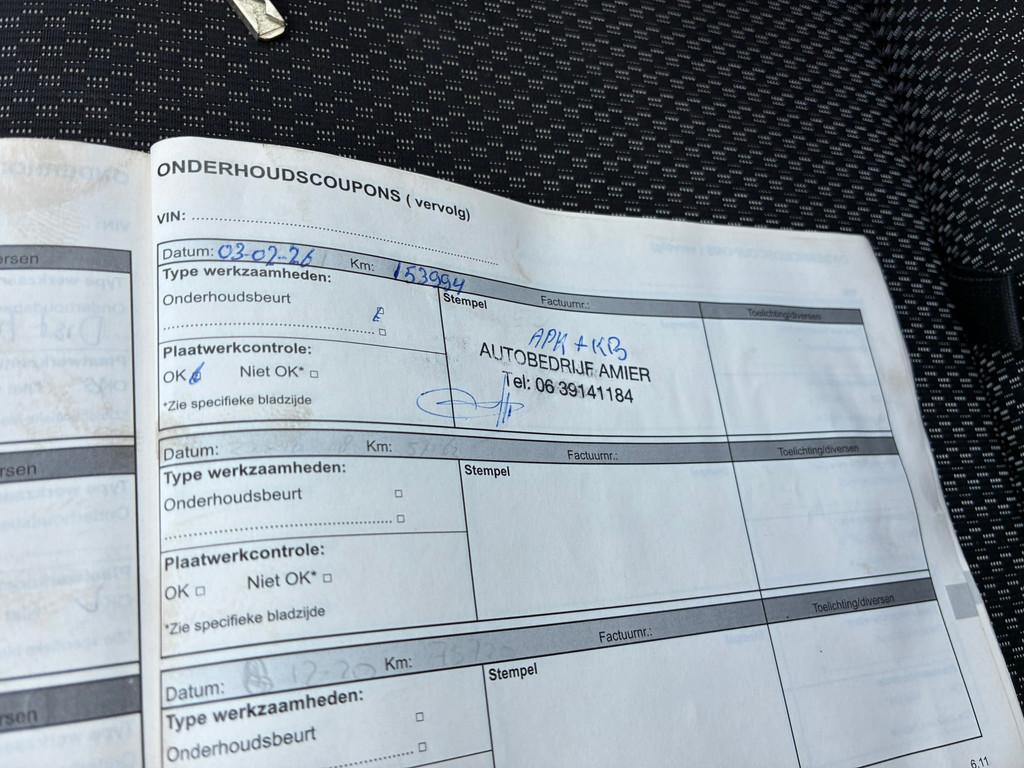 ONDERHOUDSCOUPONS ( vervolg)
VIN:
Datum: 03-02-26 Km: 153994 Factuurnr.: Toelichting/diversen
Type werkzaamheden:
Onderhoudsbeurt
Stempel
APK + KB
AUTOBEDRIJF AMIER
Tel: 06 39141184
Plaatwerkcontrole:
OK Niet OK*
*Zie specifieke bladzijde
Datum: Km: Factuurnr.: Toelichting/diversen
Type werkzaamheden:
Stempel
Onderhoudsbeurt
Plaatwerkcontrole:
OK Niet OK*
*Zie specifieke bladzijde
Datum: Km: Factuurnr.: Toelichting/diversen
Type werkzaamheden:
Stempel
Onderhoudsbeurt
6.11
ersen
rsen
rsen